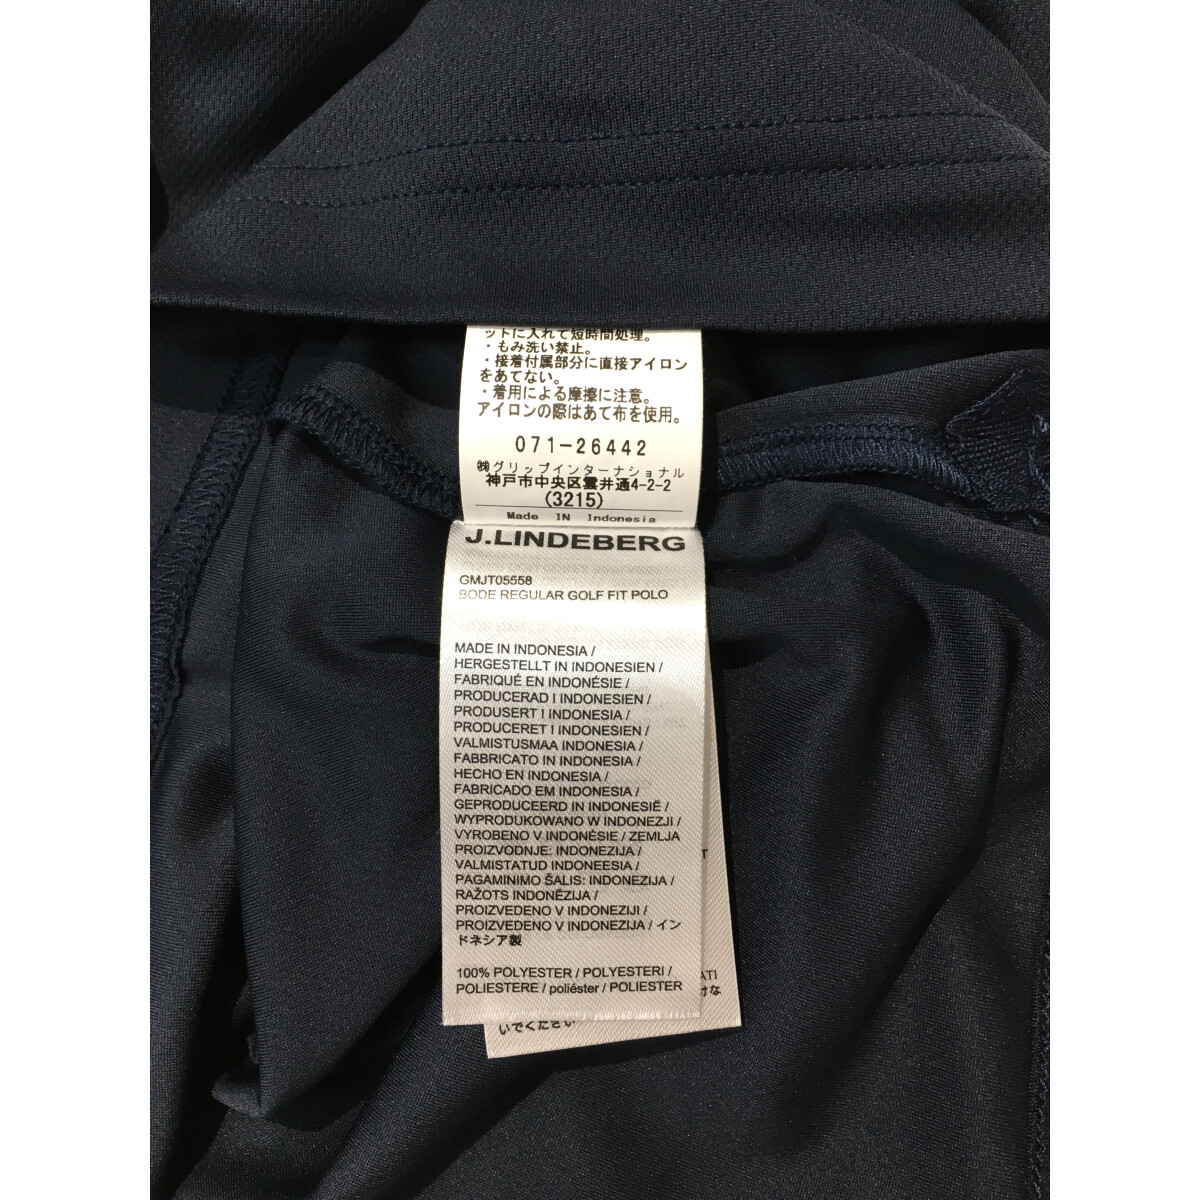 ットに入れて短時間処理。
・もみ洗い禁止。
・接着付属部分に直接アイロン
をあてない。
・着用による摩擦に注意。
アイロンの際はあて布を使用。
071-26442
㈱グリップインターナショナル
神戸市中央区雲井通4-2-2
(3215)
Made IN Indonesia
J.LINDEBERG
GMJT05558
BODE REGULAR GOLF FIT POLO
MADE IN INDONESIA /
HERGESTELLT IN INDONESIEN /
FABRIQUÉ EN INDONÉSIE /
PRODUCERAD I INDONESIEN /
PRODUSERT I INDONESIA /
PRODUCERET I INDONESIEN /
VALMISTUSMAA INDONESIA /
FABBRICATO IN INDONESIA /
HECHO EN INDONESIA /
FABRICADO EM INDONESIA /
GEPRODUCEERD IN INDONESIË /
WYPRODUKOWANO W INDONEZJI /
VYROBENO V INDONÉSIE / ZEMLJA
PROIZVODNJE: INDONEZIJA /
VALMISTATUD INDONEESIA /
PAGAMINIMO ŠALIS: INDONEZIJA /
RAŽOTS INDONĒZIJA /
PROIZVEDENO V INDONEZIJI /
PROIZVEDENO V INDONEZIJA / イン
ドネシア製
100% POLYESTER / POLYESTERI /
POLIESTERE / poliéster / POLIESTER
いでください